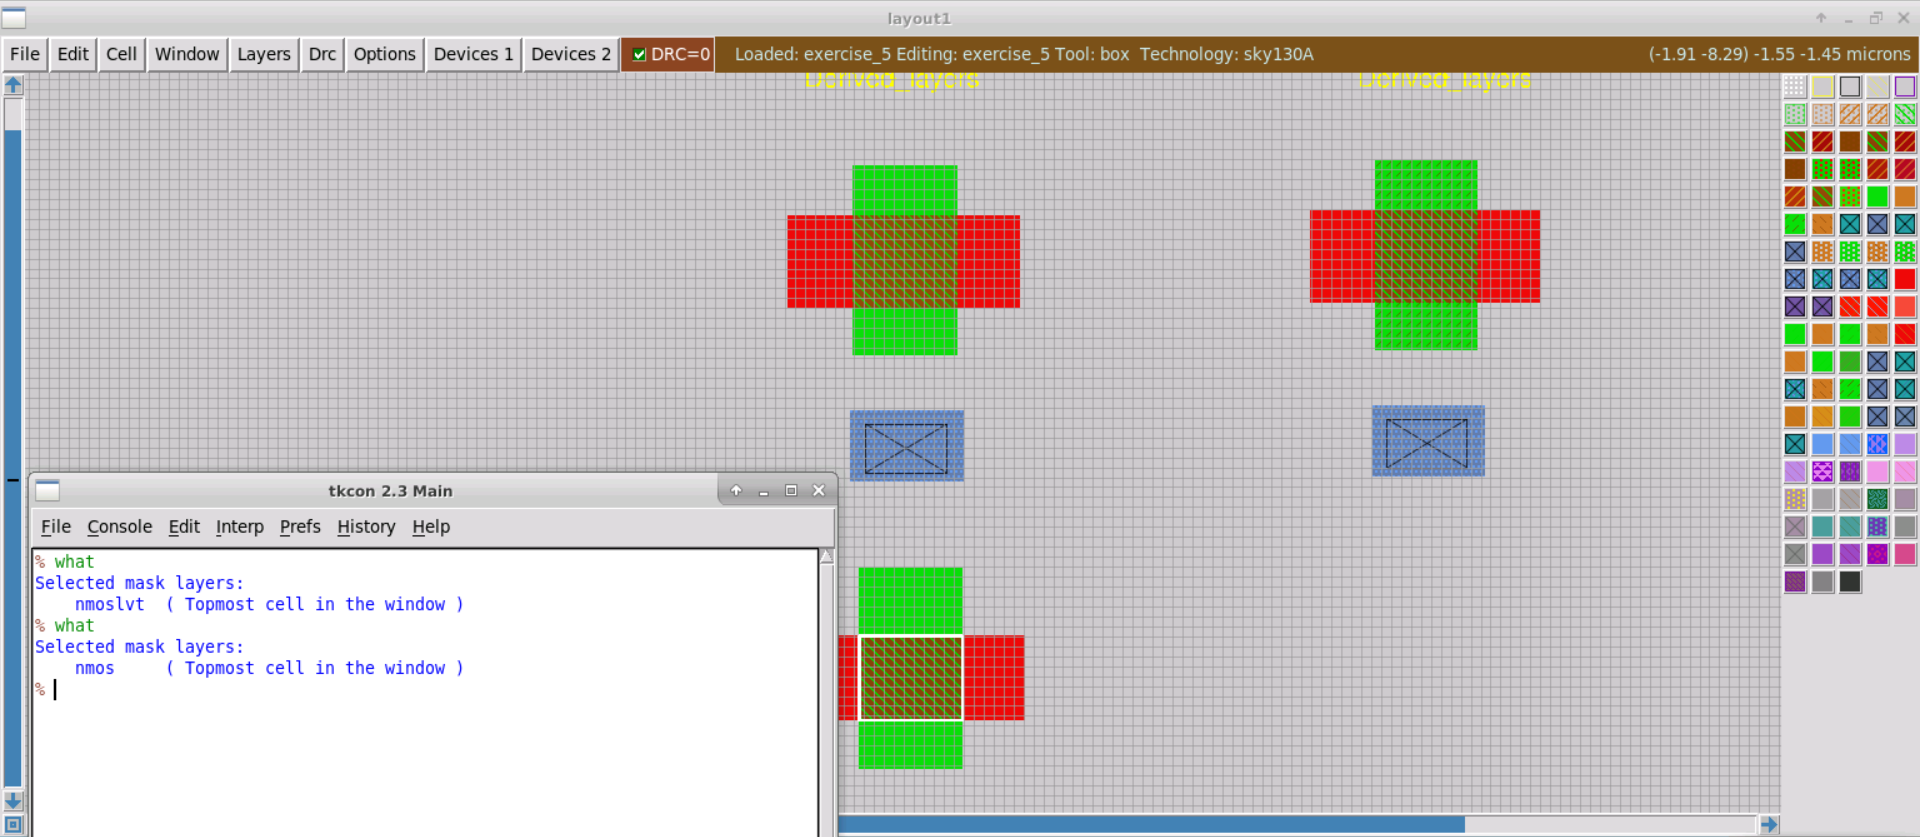 layout1
File Edit Cell Window Layers Drc Options Devices 1 Devices 2 DRC=0 Loaded: exercise_5 Editing: exercise_5 Tool: box Technology: sky130A (-1.91 -8.29) -1.55 -1.45 microns
Derived_layers Derived_layers
tkcon 2.3 Main
File Console Edit Interp Prefs History Help
% what
Selected mask layers:
nmoslvt ( Topmost cell in the window )
% what
Selected mask layers:
nmos ( Topmost cell in the window )
%